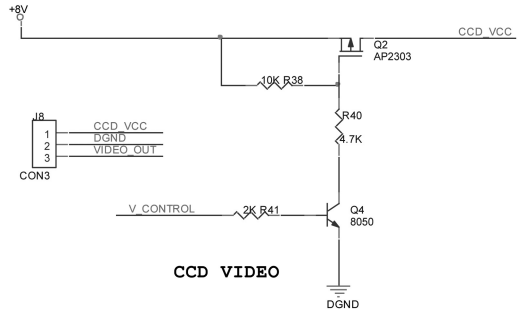 +8V
CCD_VCC
Q2
AP2303
10K R38
J8
R40
1 CCD_VCC
2 DGND
3 VIDEO_OUT
4.7K
CON3
V_CONTROL
2K R41
Q4
8050
CCD VIDEO
DGND